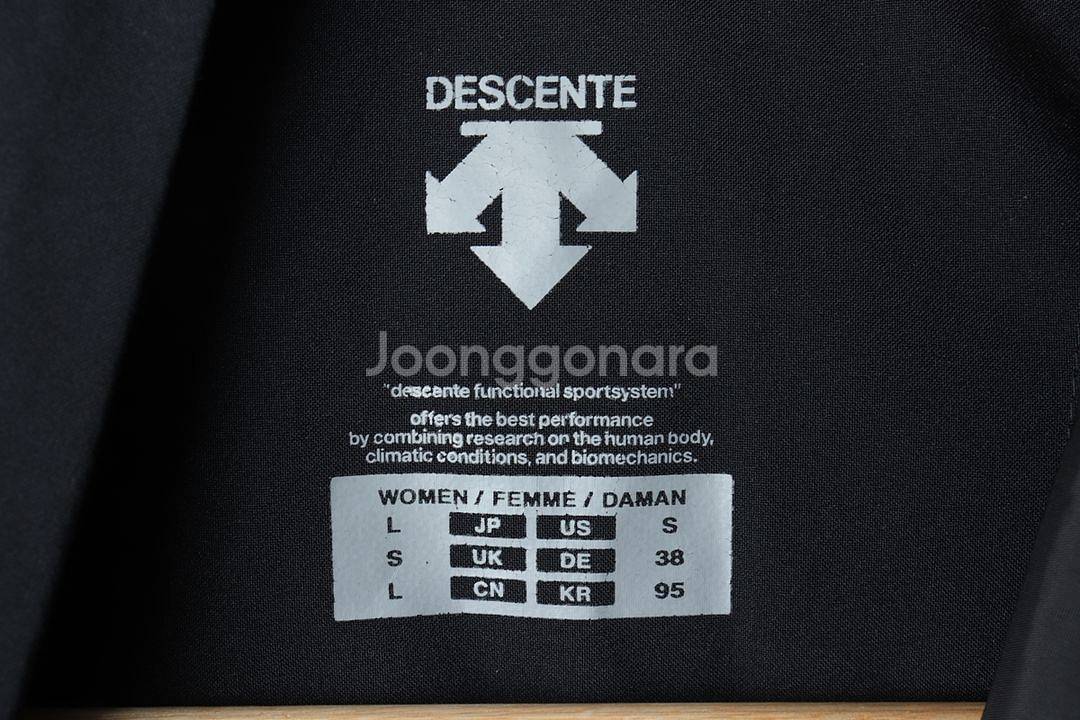 DESCENTE
Joonggonara
"descente functional sportsystem"
offers the best performance
by combining research on the human body,
climatic conditions, and biomechanics.
WOMEN / FEMME / DAMAN
L JP US S
S UK DE 38
L CN KR 95